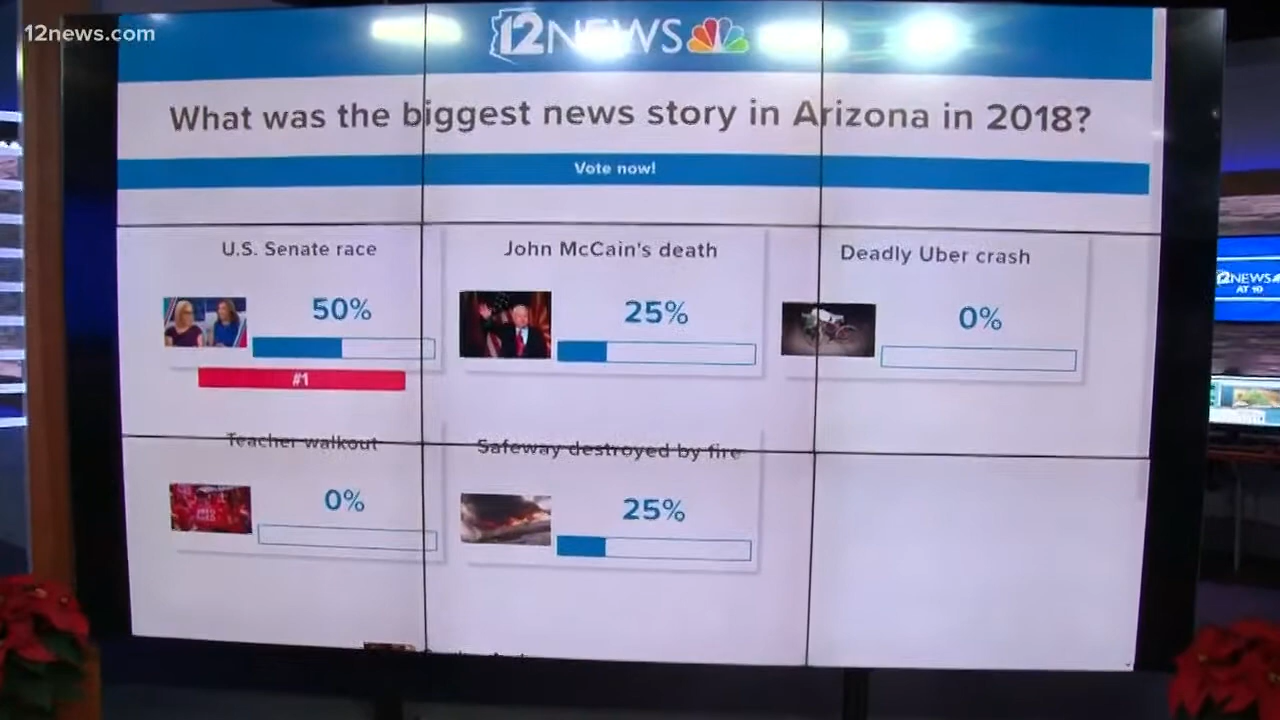 12news.com
12NEWS
What was the biggest news story in Arizona in 2018?
Vote now!
U.S. Senate race
50%
#1
John McCain's death
25%
Deadly Uber crash
0%
Teacher walkout
0%
Safeway destroyed by fire
25%
12NEWS
AT 10